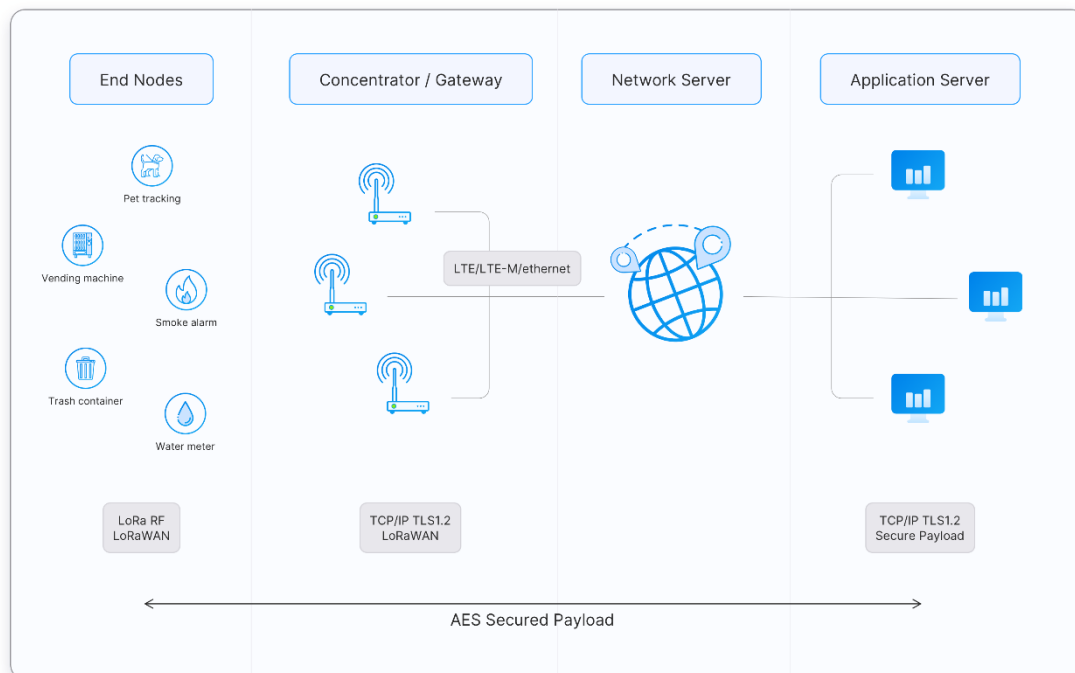 End Nodes
Concentrator / Gateway
Network Server
Application Server
Pet tracking
Vending machine
Smoke alarm
Trash container
Water meter
LTE/LTE-M/ethernet
LoRa RF
LoRaWAN
TCP/IP TLS1.2
LoRaWAN
TCP/IP TLS1.2
Secure Payload
AES Secured Payload